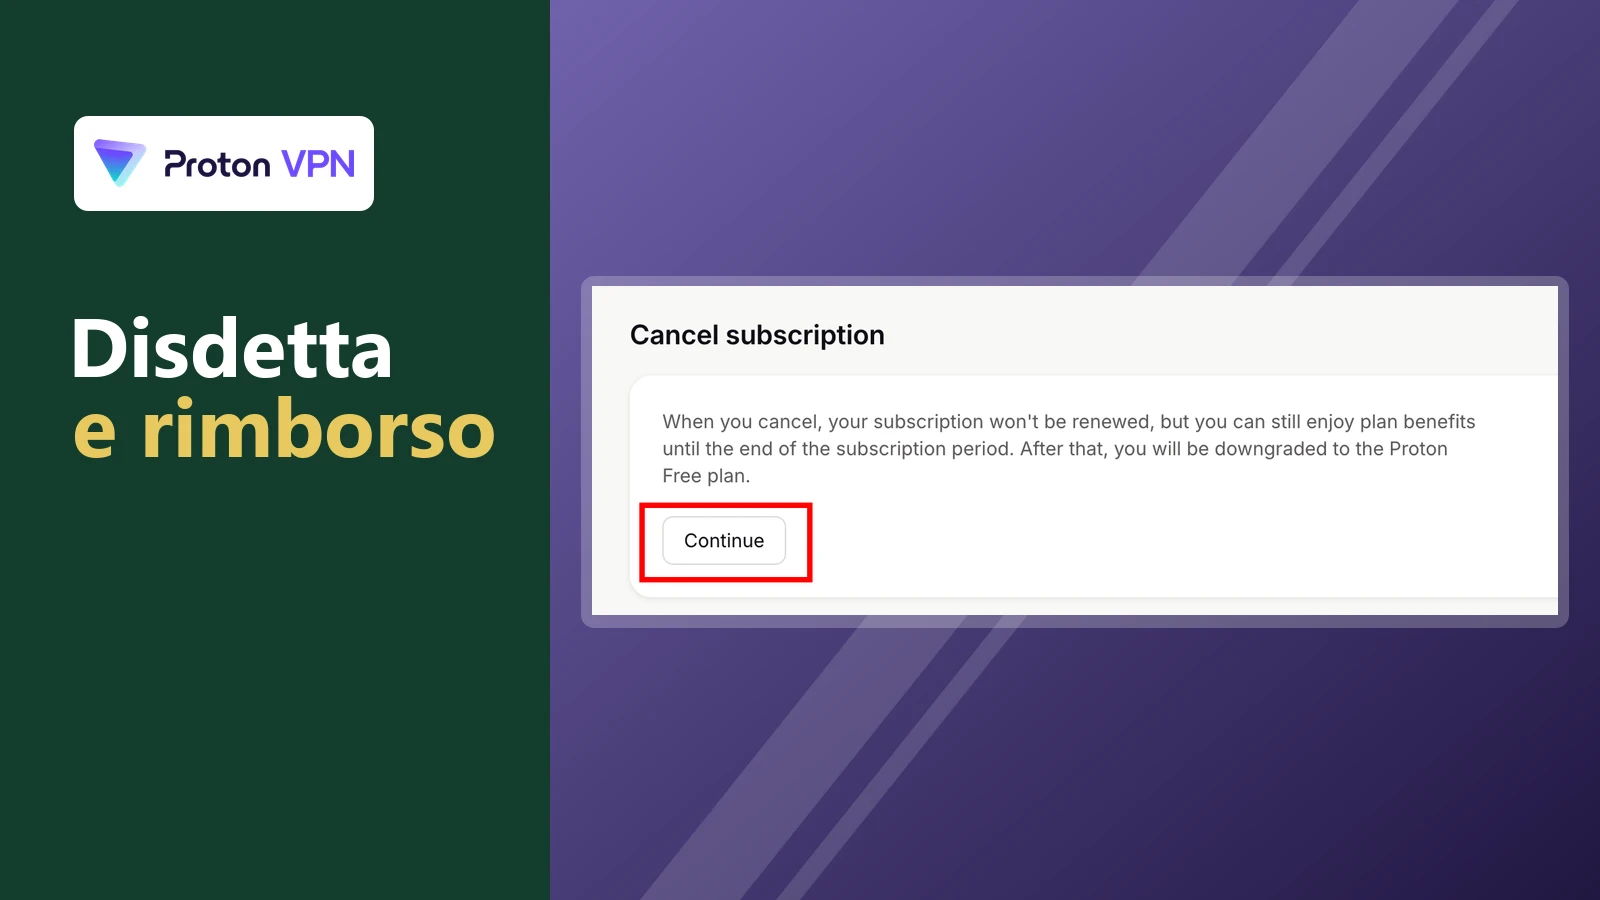 Proton VPN
Disdetta
e rimborso
Cancel subscription
When you cancel, your subscription won't be renewed, but you can still enjoy plan benefits
until the end of the subscription period. After that, you will be downgraded to the Proton
Free plan.
Continue